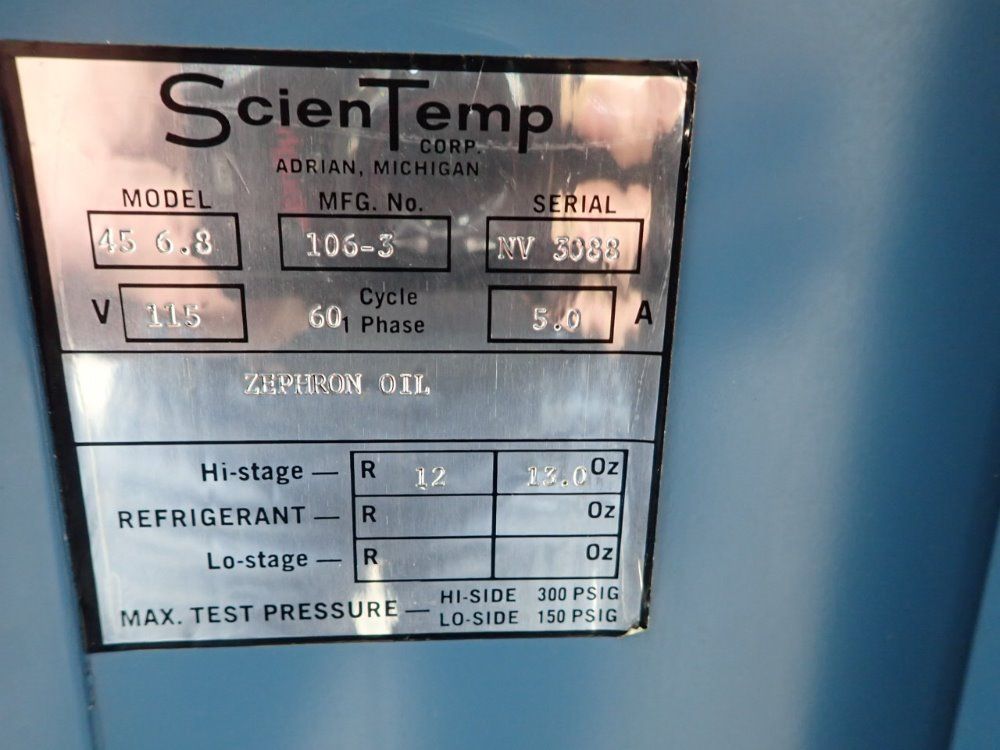 ScienTemp
CORP.
ADRIAN, MICHIGAN
MODEL MFG. No. SERIAL
45 6.8 106-3 NV 3088
V 115 60 Cycle 5.0 A
1 Phase
ZEPHRON OIL
Hi-stage — R 12 13.0 Oz
REFRIGERANT — R Oz
Lo-stage — R Oz
MAX. TEST PRESSURE — HI-SIDE 300 PSIG
LO-SIDE 150 PSIG